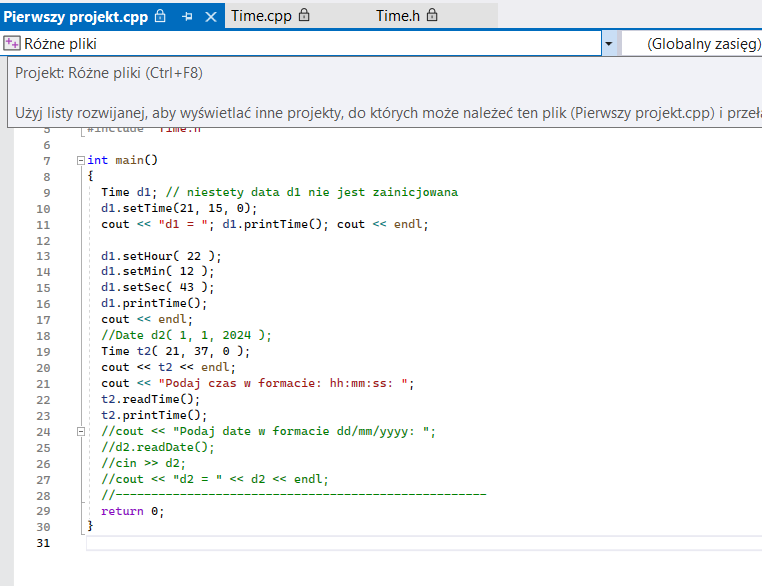 Pierwszy projekt.cpp Time.cpp Time.h
Różne pliki (Globalny zasięg)
Projekt: Różne pliki (Ctrl+F8)
Użyj listy rozwijanej, aby wyświetlać inne projekty, do których może należeć ten plik (Pierwszy projekt.cpp) i przeła
5 #include "Time.h"
6
7 int main()
8 {
9 Time d1; // niestety data d1 nie jest zainicjowana
10 d1.setTime(21, 15, 0);
11 cout << "d1 = "; d1.printTime(); cout << endl;
12
13 d1.setHour( 22 );
14 d1.setMin( 12 );
15 d1.setSec( 43 );
16 d1.printTime();
17 cout << endl;
18 //Date d2( 1, 1, 2024 );
19 Time t2( 21, 37, 0 );
20 cout << t2 << endl;
21 cout << "Podaj czas w formacie: hh:mm:ss: ";
22 t2.readTime();
23 t2.printTime();
24 //cout << "Podaj date w formacie dd/mm/yyyy: ";
25 //d2.readDate();
26 //cin >> d2;
27 //cout << "d2 = " << d2 << endl;
28 //----------------------------------------------------
29 return 0;
30 }
31